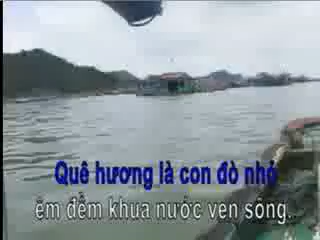 Quê hương là con đò nhỏ
êm đềm khua nước ven sông.